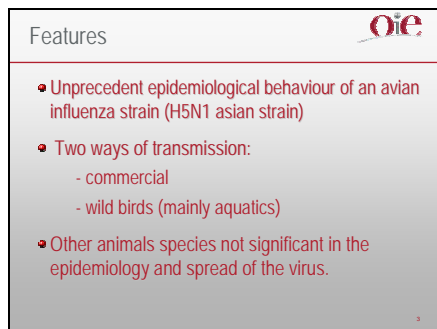 Features
oie
• Unprecedent epidemiological behaviour of an avian
influenza strain (H5N1 asian strain)
• Two ways of transmission:
- commercial
- wild birds (mainly aquatics)
• Other animals species not significant in the
epidemiology and spread of the virus.
3